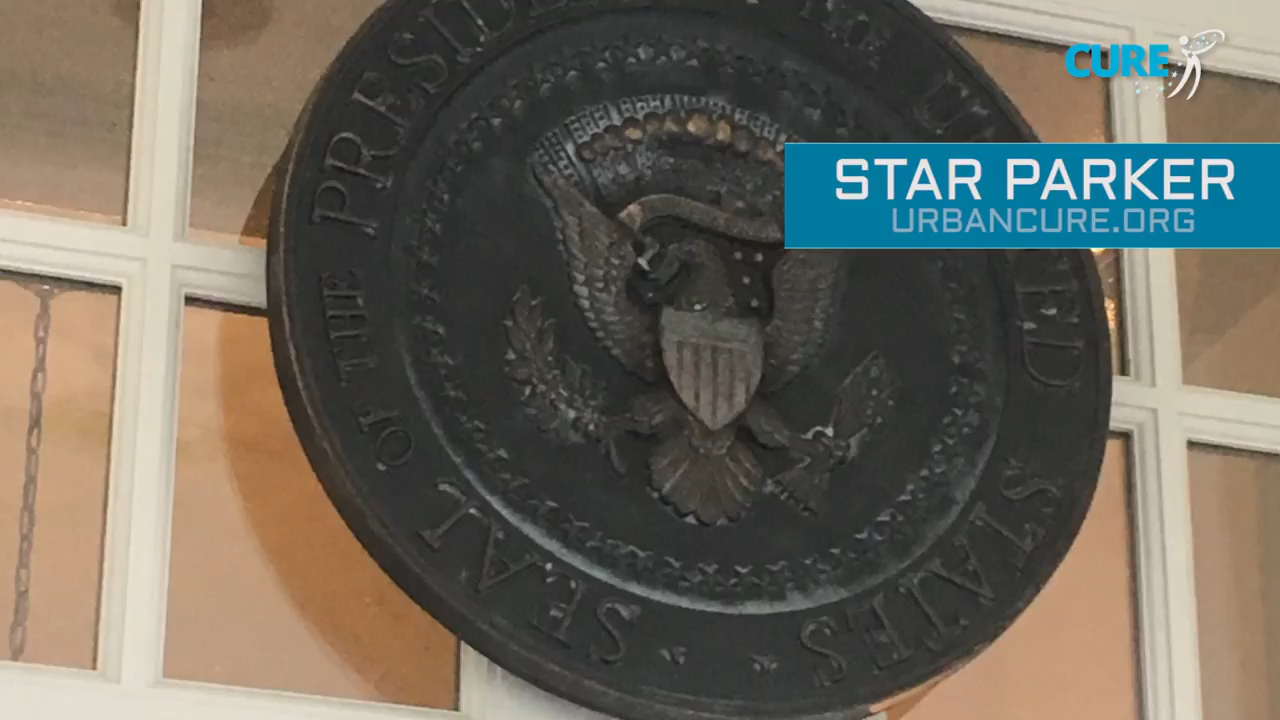 CURE
STAR PARKER
URBANCURE.ORG
SEAL OF THE PRESIDENT OF THE UNITED STATES